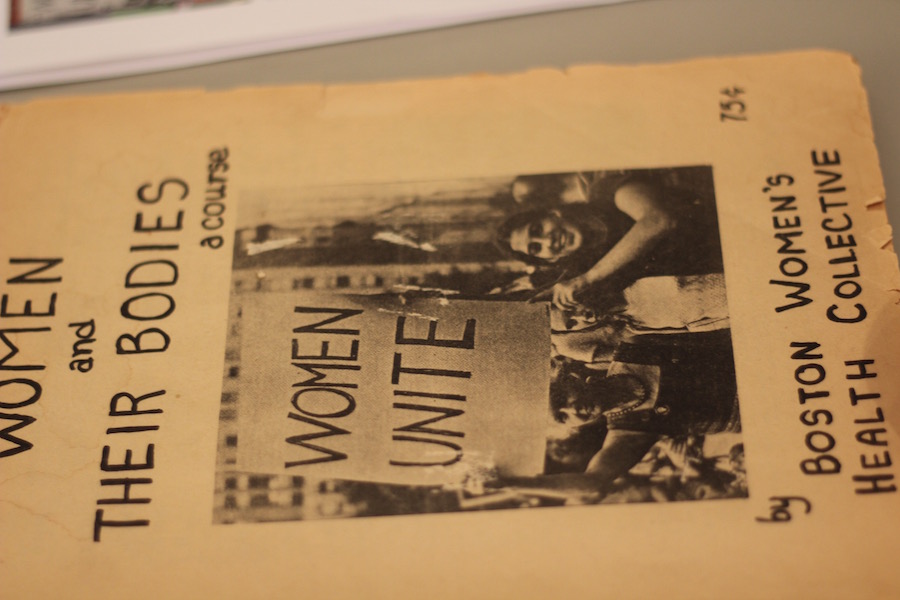 WOMEN
and
THEIR BODIES
a course
75¢
WOMEN
UNITE
by BOSTON WOMEN'S
HEALTH COLLECTIVE